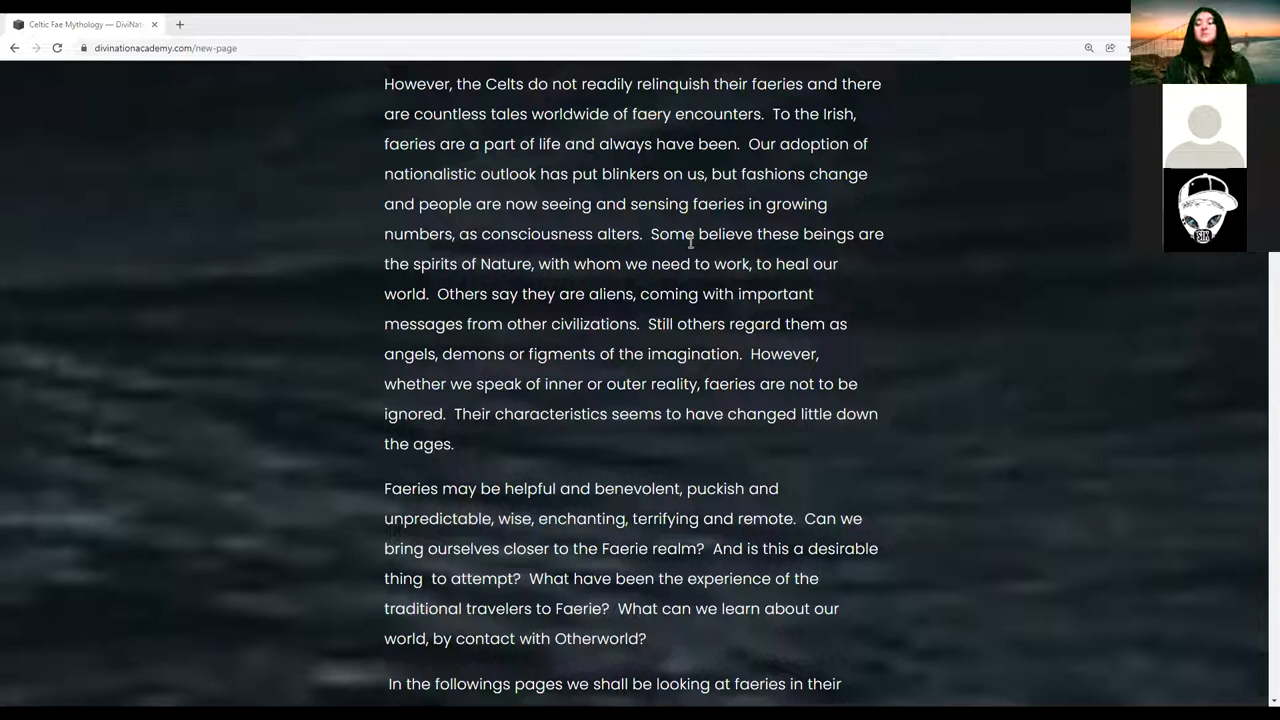 Celtic Fae Mythology — DiviNat
divinationacademy.com/new-page
However, the Celts do not readily relinquish their faeries and there
are countless tales worldwide of faery encounters.  To the Irish,
faeries are a part of life and always have been.  Our adoption of
nationalistic outlook has put blinkers on us, but fashions change
and people are now seeing and sensing faeries in growing
numbers, as consciousness alters.  Some believe these beings are
the spirits of Nature, with whom we need to work, to heal our
world.  Others say they are aliens, coming with important
messages from other civilizations.  Still others regard them as
angels, demons or figments of the imagination.  However,
whether we speak of inner or outer reality, faeries are not to be
ignored.  Their characteristics seems to have changed little down
the ages.
Faeries may be helpful and benevolent, puckish and
unpredictable, wise, enchanting, terrifying and remote.  Can we
bring ourselves closer to the Faerie realm?  And is this a desirable
thing  to attempt?  What have been the experience of the
traditional travelers to Faerie?  What can we learn about our
world, by contact with Otherworld?
In the followings pages we shall be looking at faeries in their